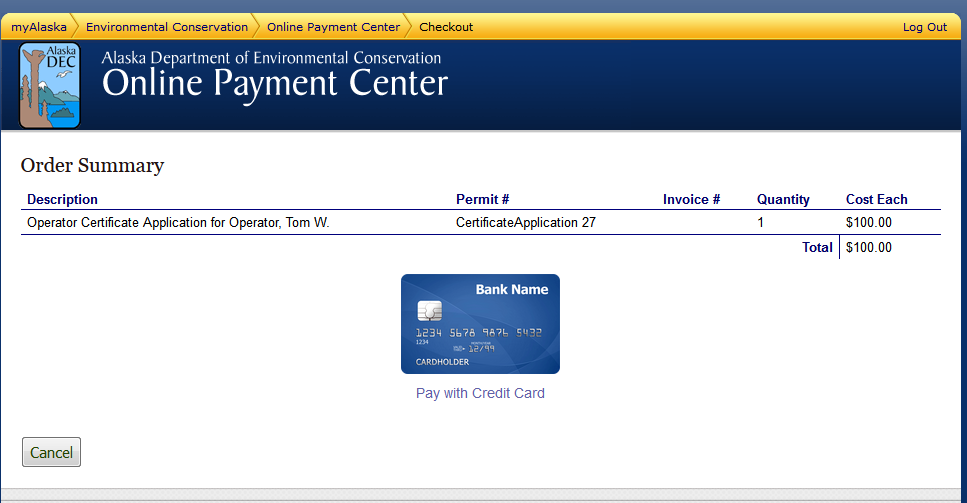 myAlaska Environmental Conservation Online Payment Center Checkout Log Out
Alaska
DEC
Alaska Department of Environmental Conservation
Online Payment Center
Order Summary
Description Permit # Invoice # Quantity Cost Each
Operator Certificate Application for Operator, Tom W. CertificateApplication 27 1 $100.00
Total $100.00
Bank Name
1234 5678 9876 5432
1234
12/99
CARDHOLDER
Pay with Credit Card
Cancel